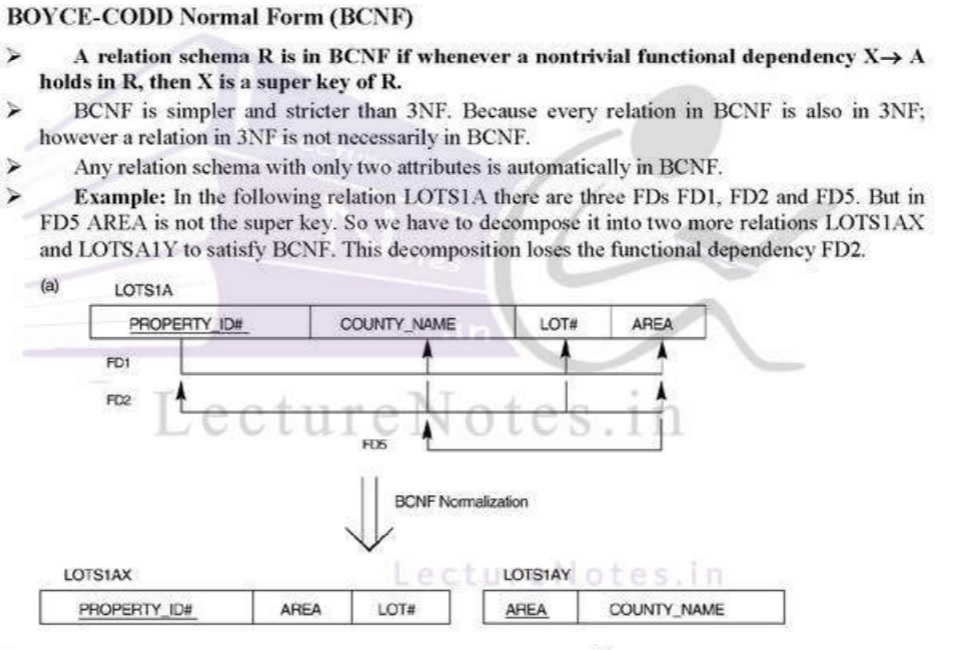 BOYCE-CODD Normal Form (BCNF)
➢ A relation schema R is in BCNF if whenever a nontrivial functional dependency X→ A
holds in R, then X is a super key of R.
➢ BCNF is simpler and stricter than 3NF. Because every relation in BCNF is also in 3NF;
however a relation in 3NF is not necessarily in BCNF.
➢ Any relation schema with only two attributes is automatically in BCNF.
➢ Example: In the following relation LOTS1A there are three FDs FD1, FD2 and FD5. But in
FD5 AREA is not the super key. So we have to decompose it into two more relations LOTS1AX
and LOTSA1Y to satisfy BCNF. This decomposition loses the functional dependency FD2.
(a) LOTS1A
PROPERTY_ID# COUNTY_NAME LOT# AREA
FD1
FD2
LectureNotes.in
FD5
BCNF Normalization
LectureNotes.in
LOTS1AX LOTS1AY
PROPERTY_ID# AREA LOT# AREA COUNTY_NAME